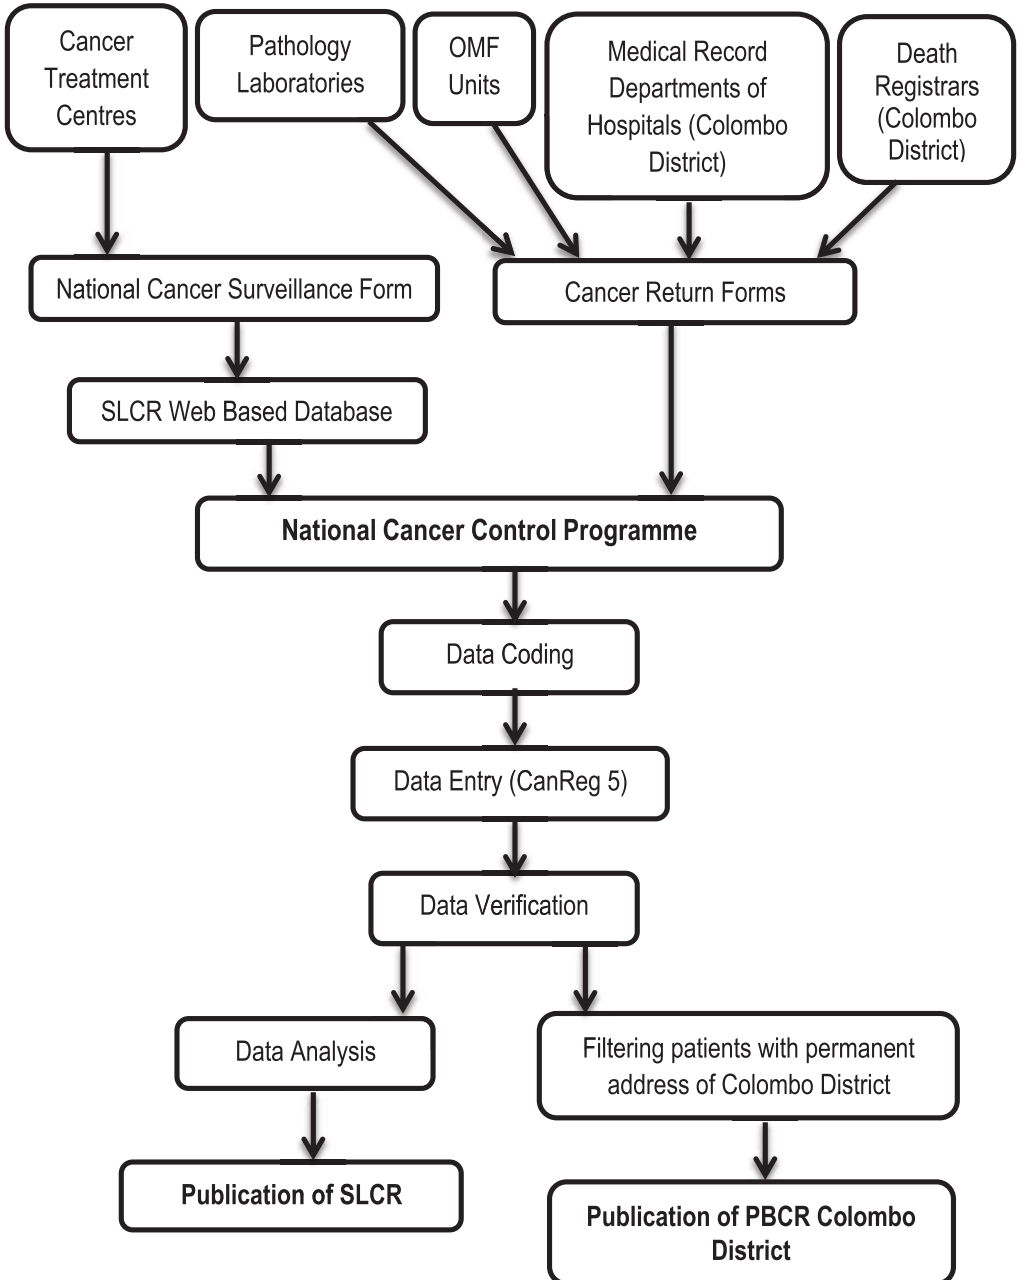 Cancer
Treatment
Centres
Pathology
Laboratories
OMF
Units
Medical Record
Departments of
Hospitals (Colombo
District)
Death
Registrars
(Colombo
District)
National Cancer Surveillance Form
Cancer Return Forms
SLCR Web Based Database
National Cancer Control Programme
Data Coding
Data Entry (CanReg 5)
Data Verification
Data Analysis
Filtering patients with permanent
address of Colombo District
Publication of SLCR
Publication of PBCR Colombo
District